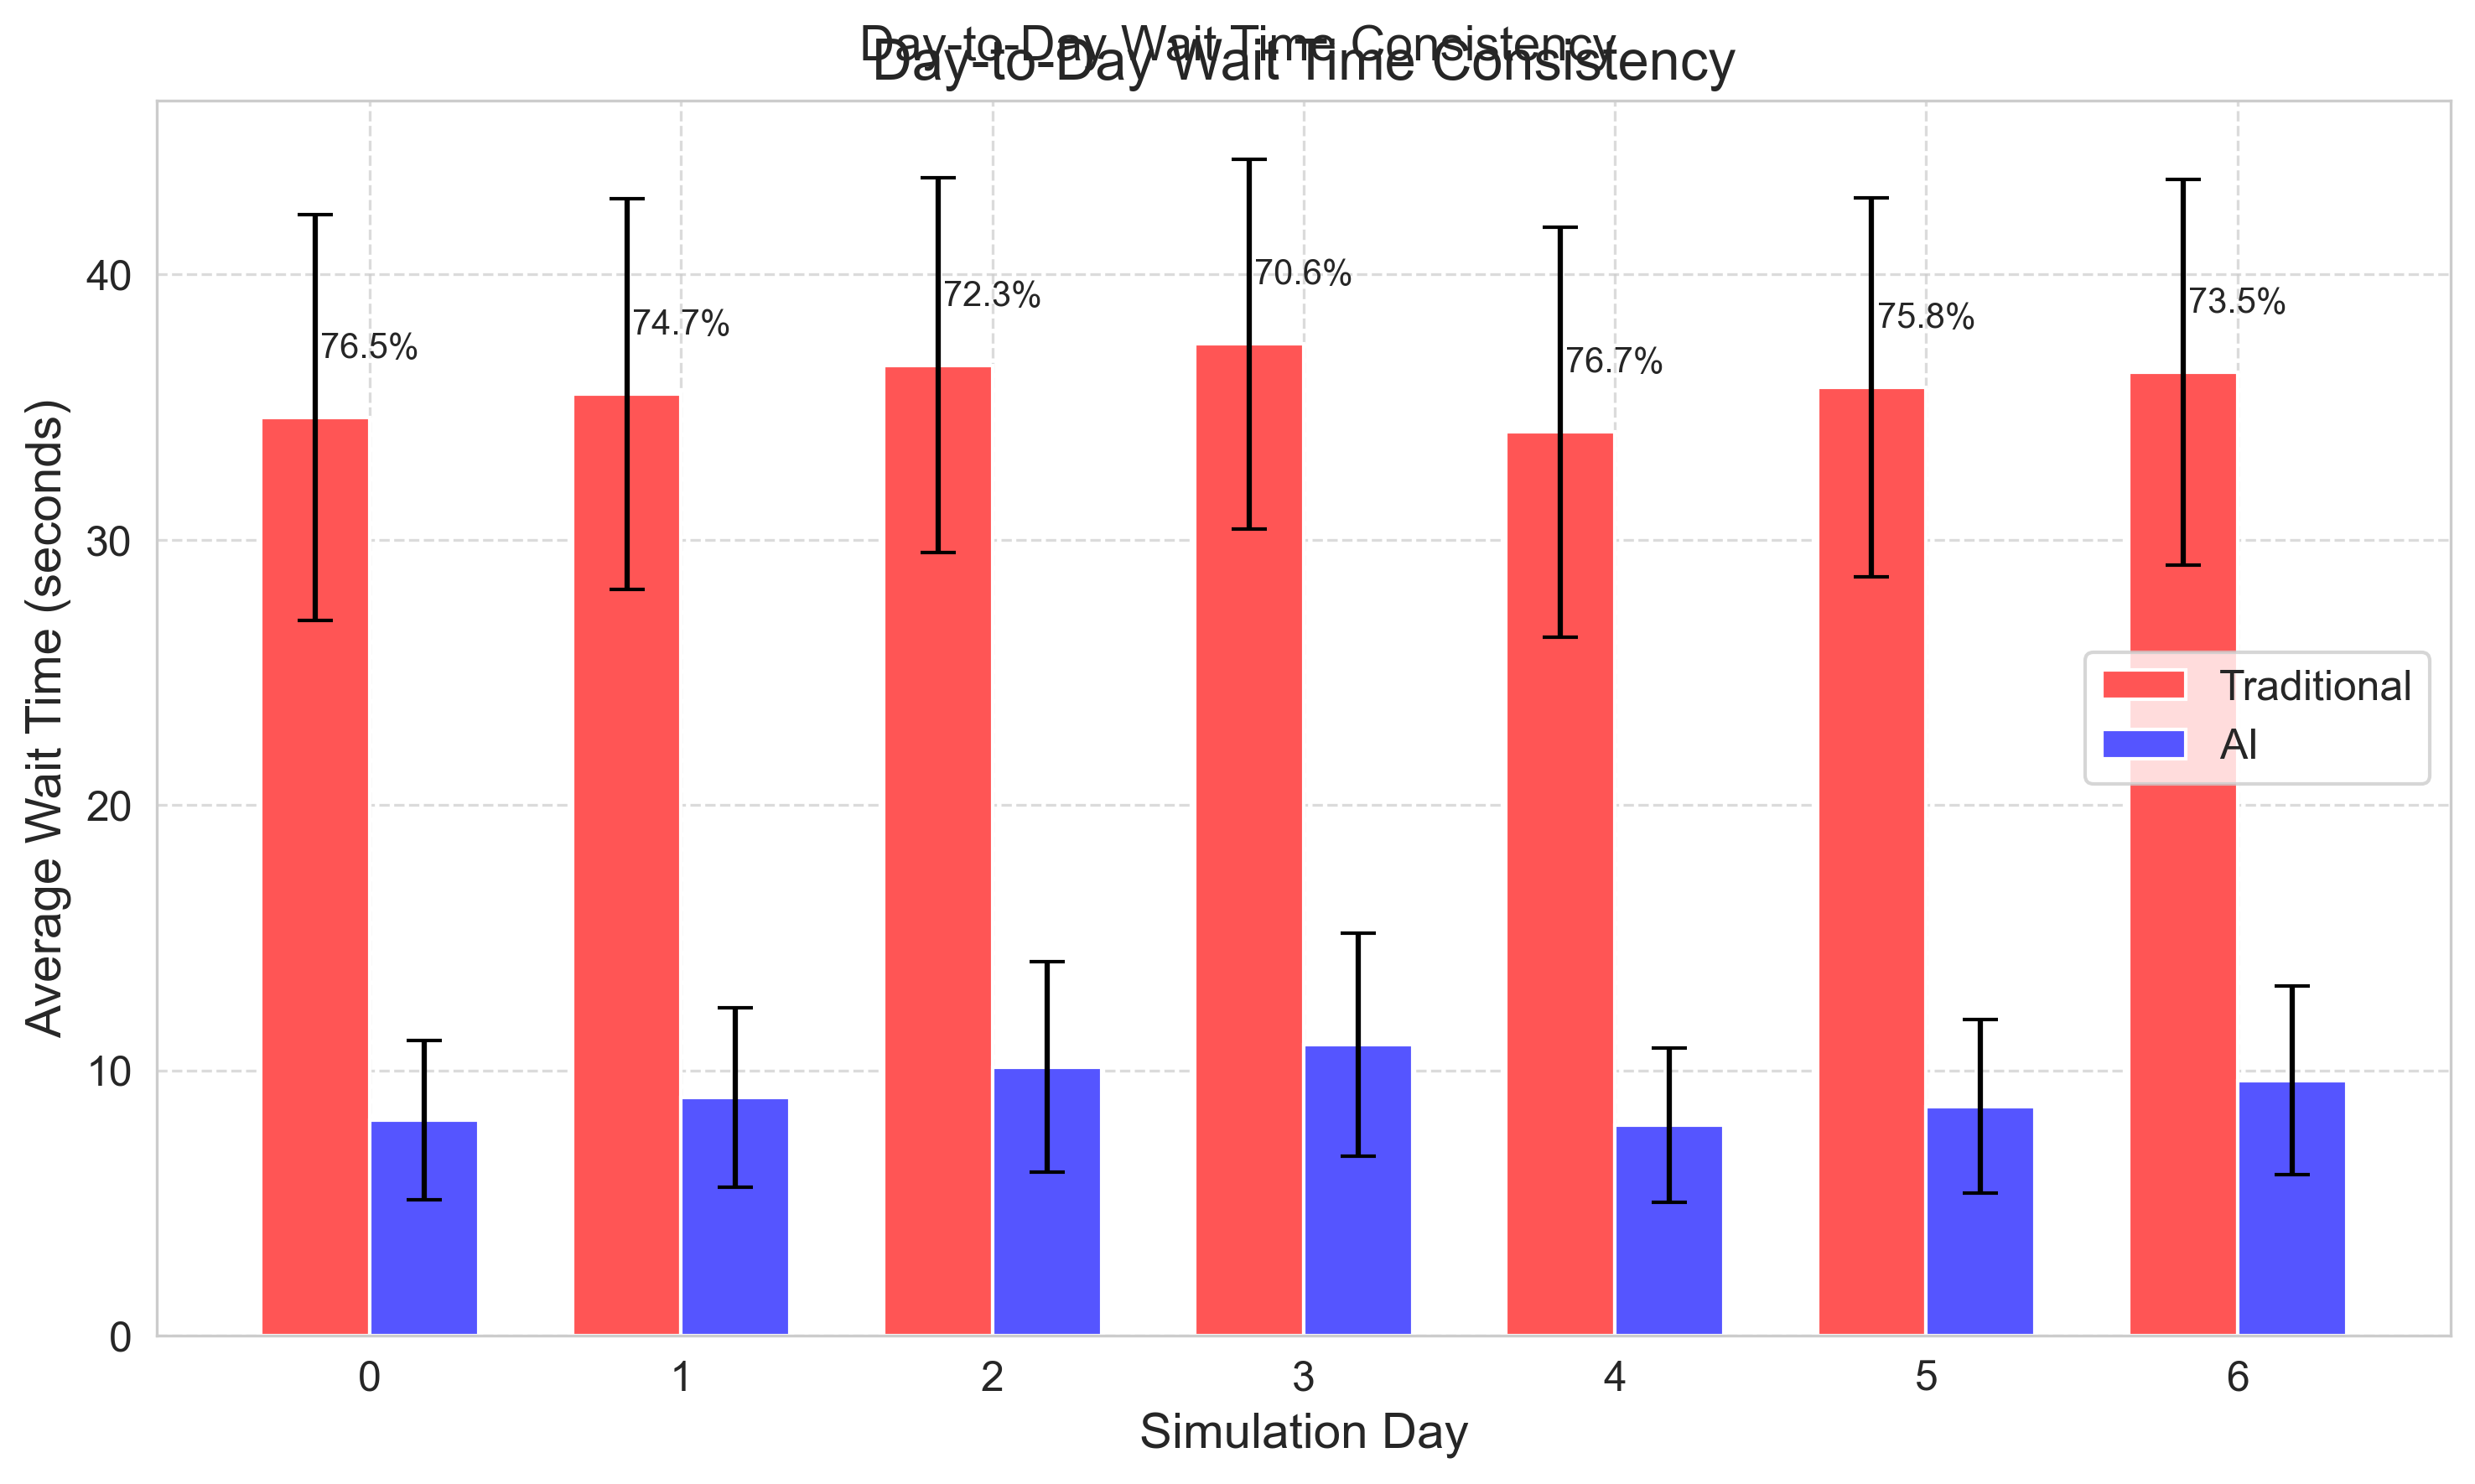 Day-to-Day Wait Time Consistency
Day-to-Day Wait Time Consistency
Average Wait Time (seconds)
40
30
20
10
0
76.5%
74.7%
72.3%
70.6%
76.7%
75.8%
73.5%
Traditional
AI
0 1 2 3 4 5 6
Simulation Day